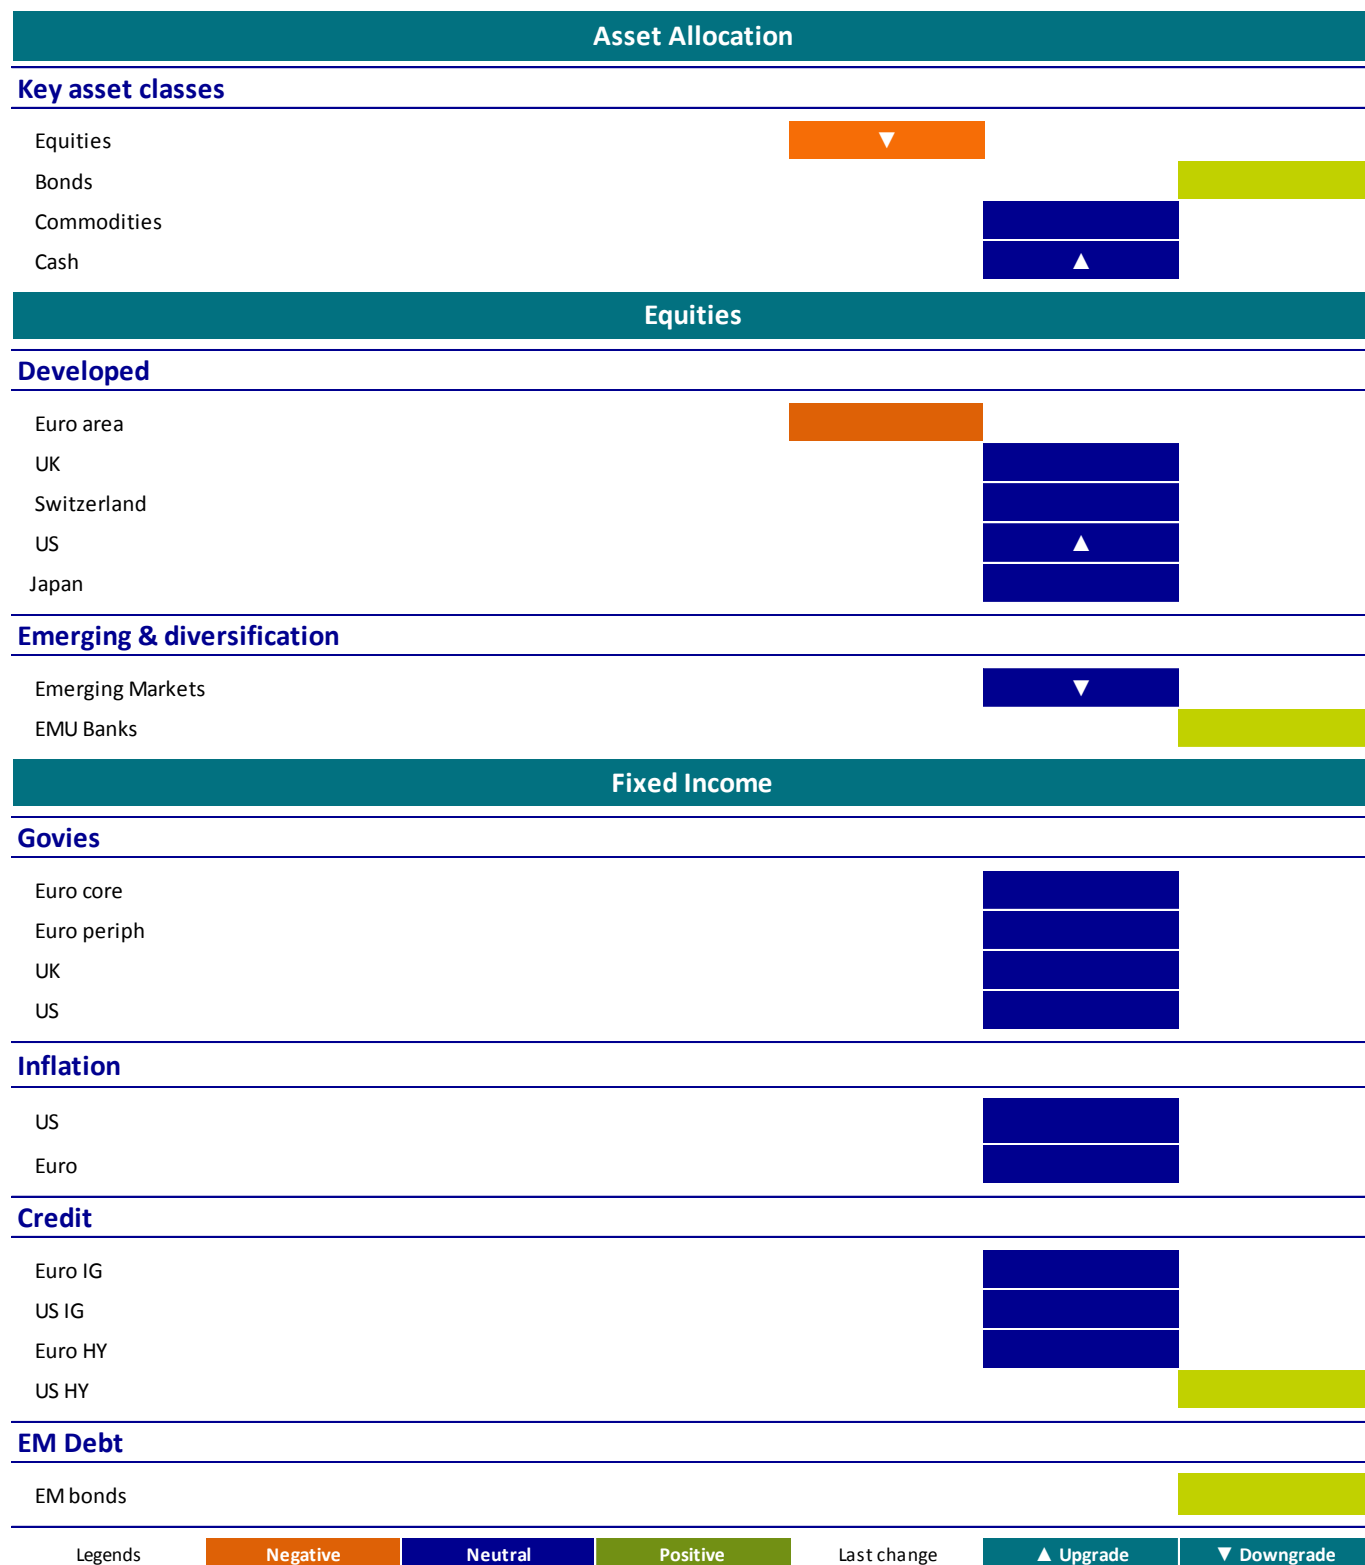 Asset Allocation
Key asset classes
Equities ▼
Bonds
Commodities
Cash ▲
Equities
Developed
Euro area
UK
Switzerland
US ▲
Japan
Emerging & diversification
Emerging Markets ▼
EMU Banks
Fixed Income
Govies
Euro core
Euro periph
UK
US
Inflation
US
Euro
Credit
Euro IG
US IG
Euro HY
US HY
EM Debt
EM bonds
Legends Negative Neutral Positive Last change ▲ Upgrade ▼ Downgrade